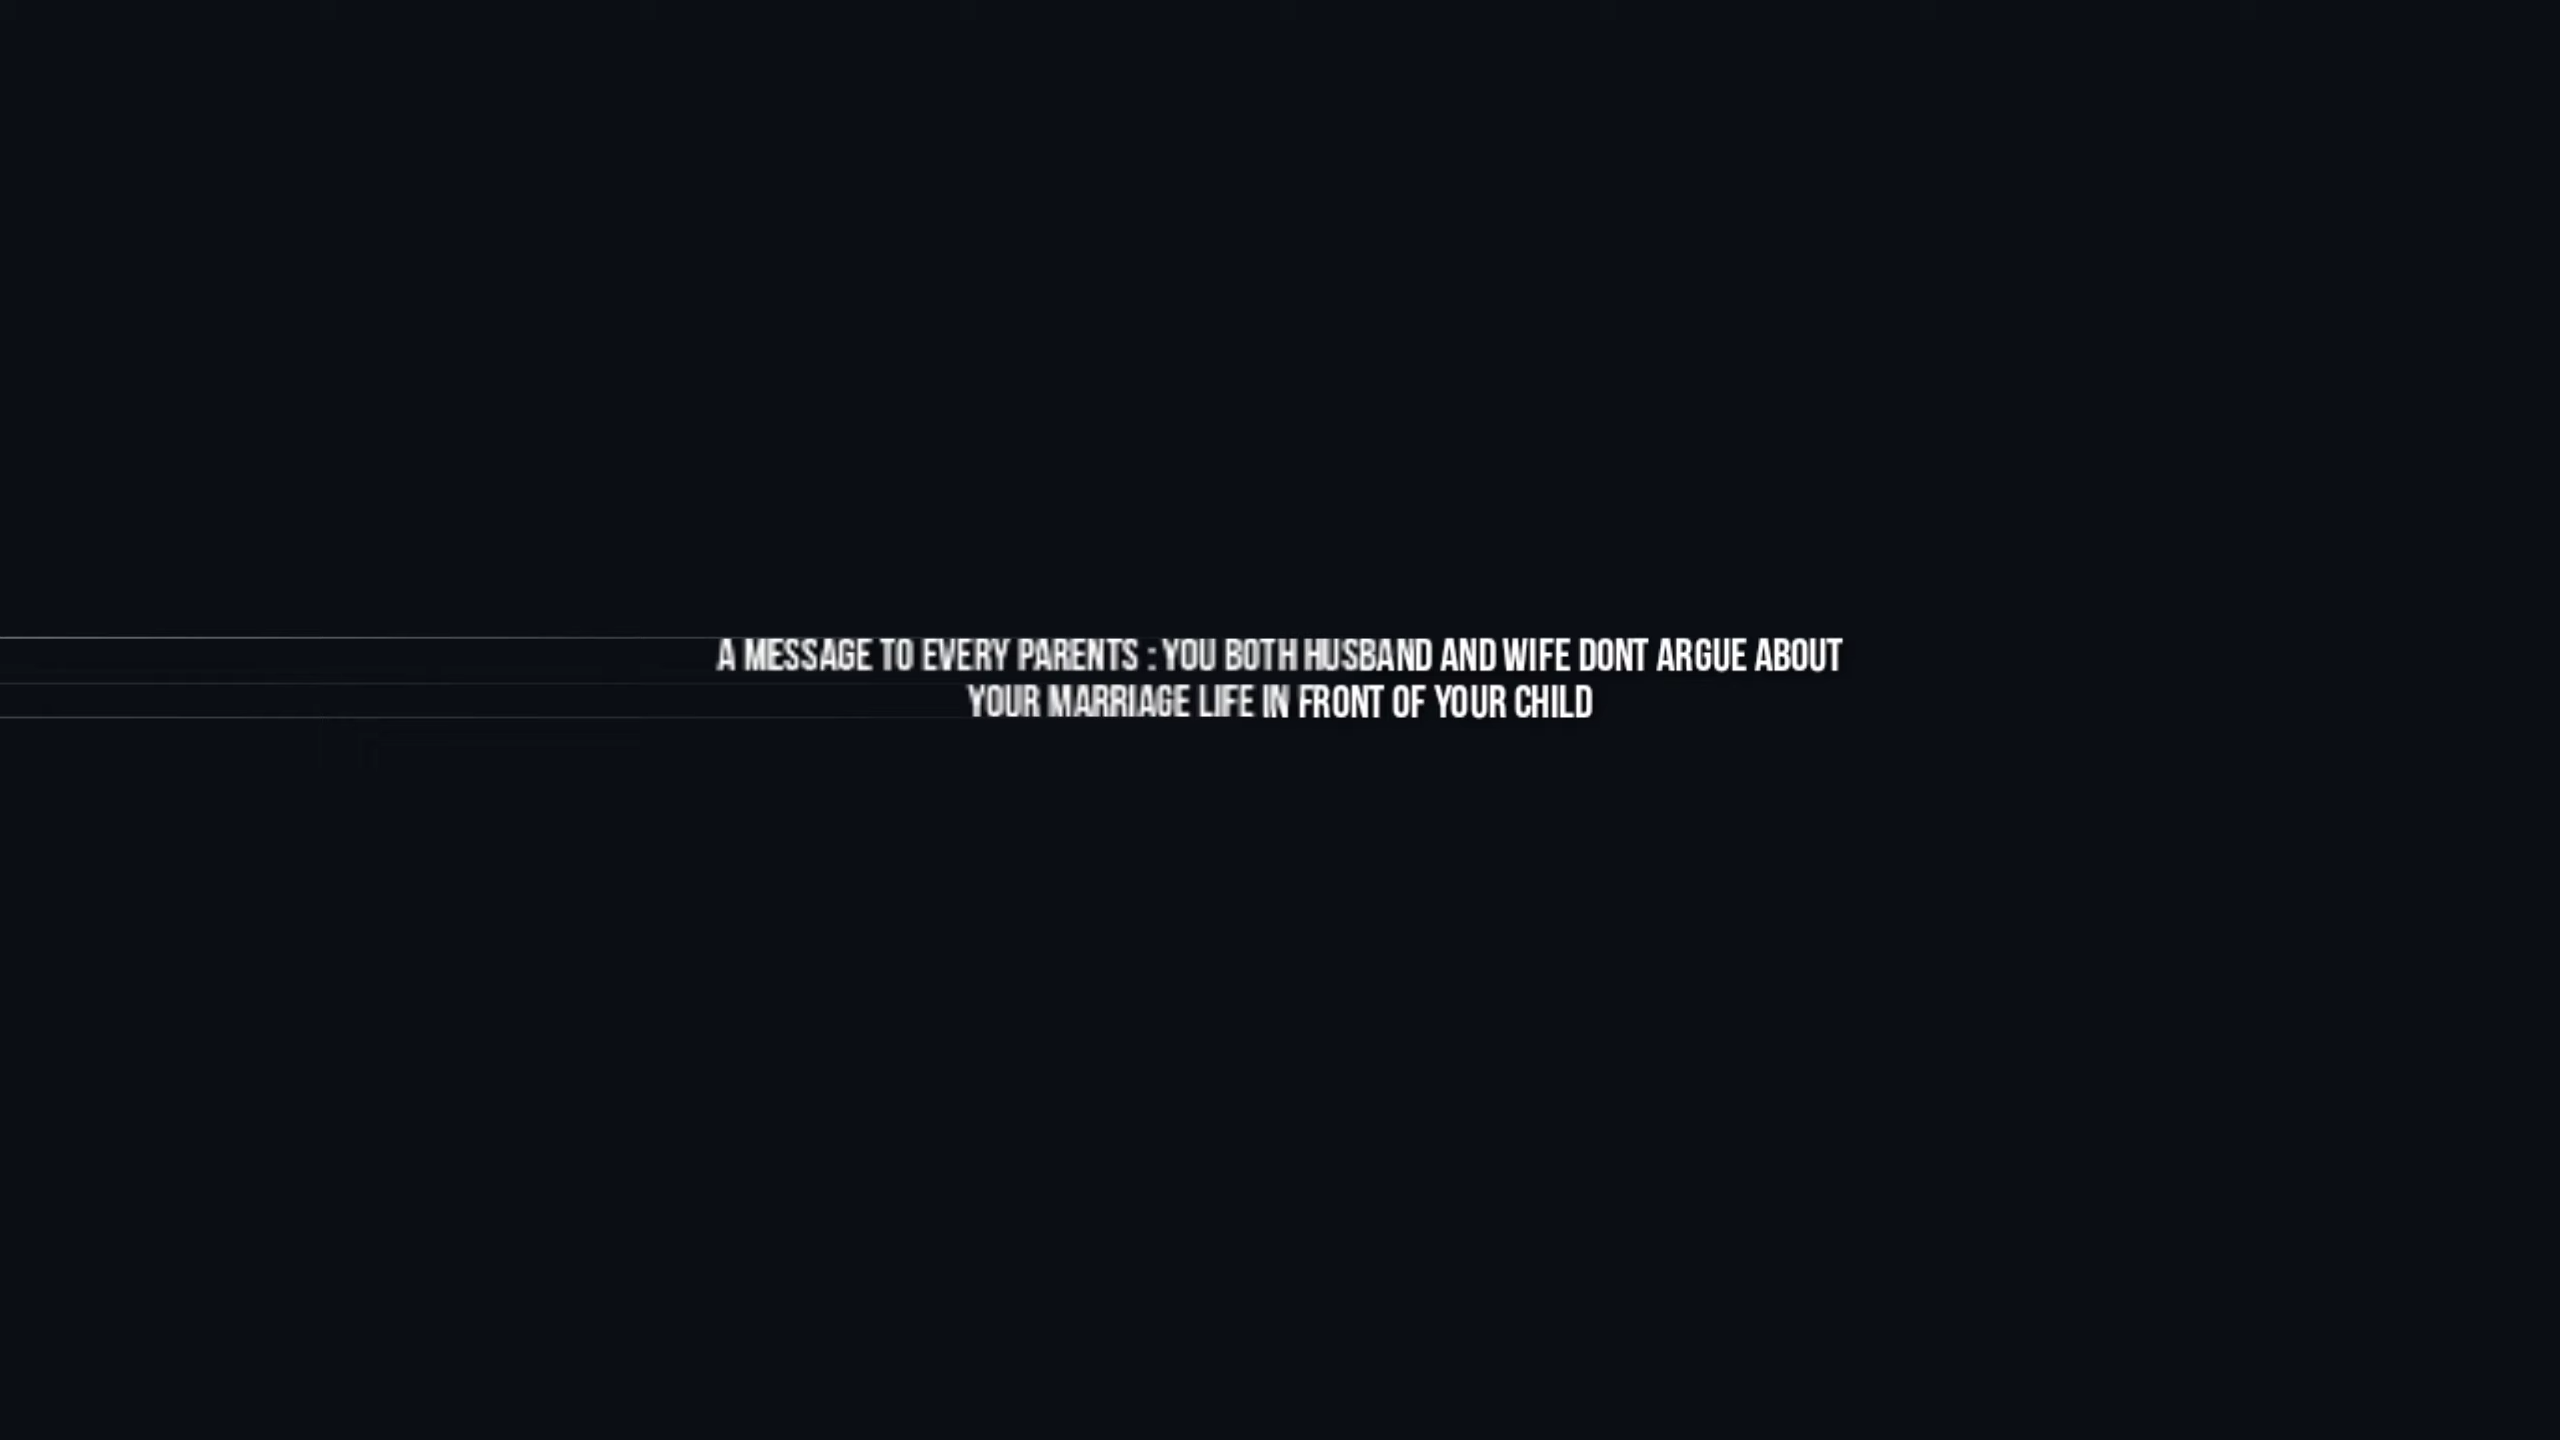 A MESSAGE TO EVERY PARENTS : YOU BOTH HUSBAND AND WIFE DONT ARGUE ABOUT
YOUR MARRIAGE LIFE IN FRONT OF YOUR CHILD